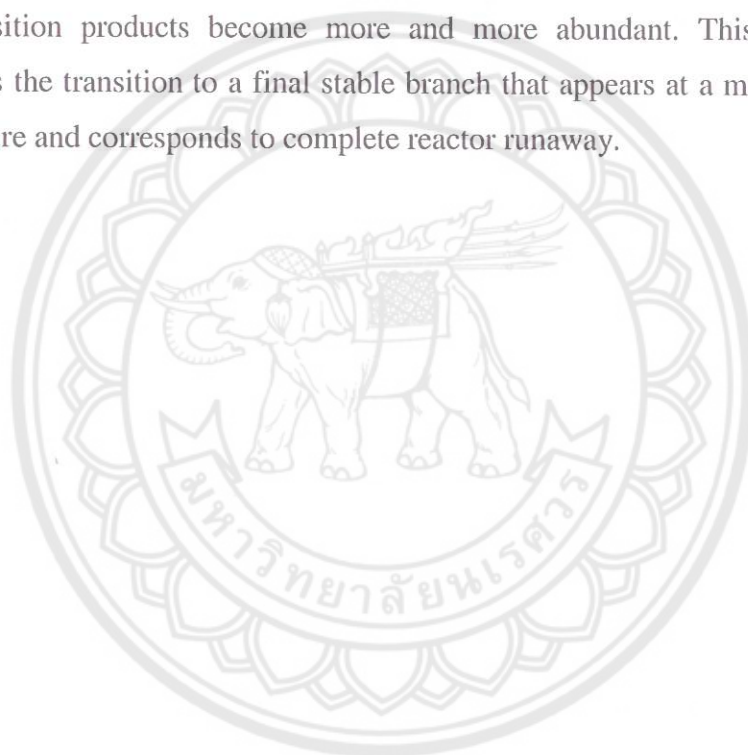 sition products become more and more abundant. This
s the transition to a final stable branch that appears at a m
re and corresponds to complete reactor runaway.
มหาวิทยาลัยนเรศวร